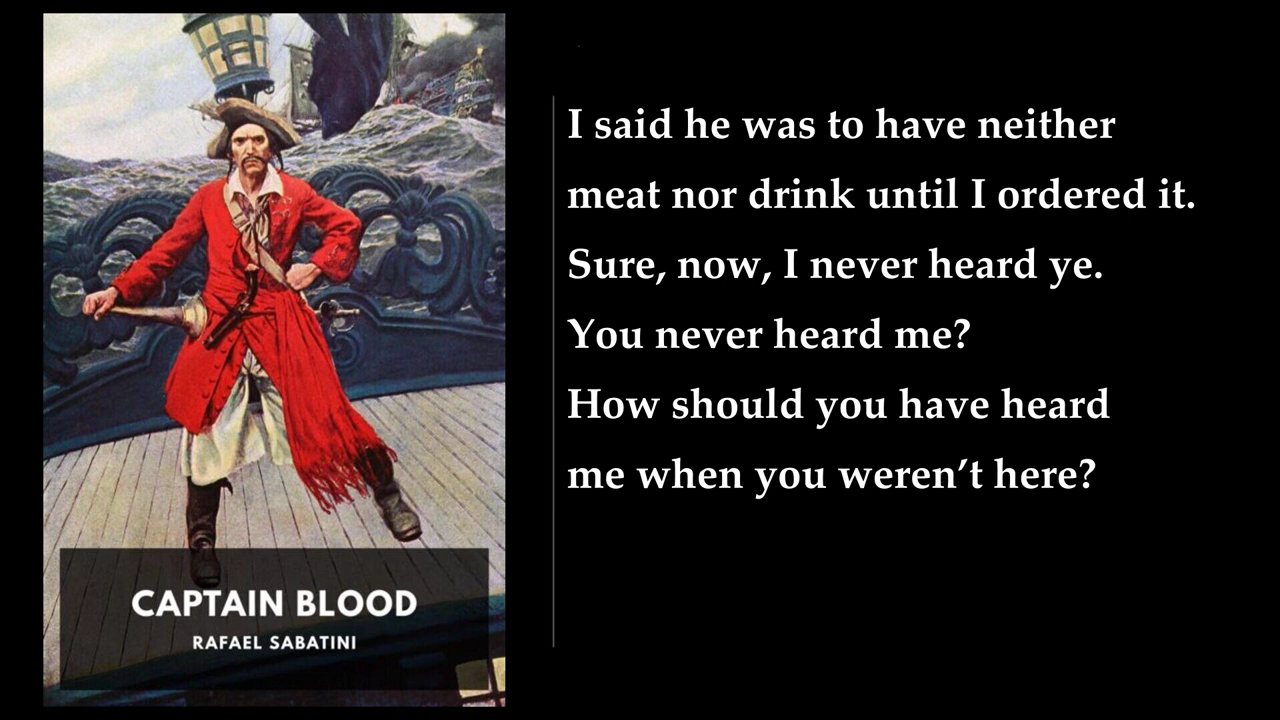 I said he was to have neither
meat nor drink until I ordered it.
Sure, now, I never heard ye.
You never heard me?
How should you have heard
me when you weren’t here?
CAPTAIN BLOOD
RAFAEL SABATINI